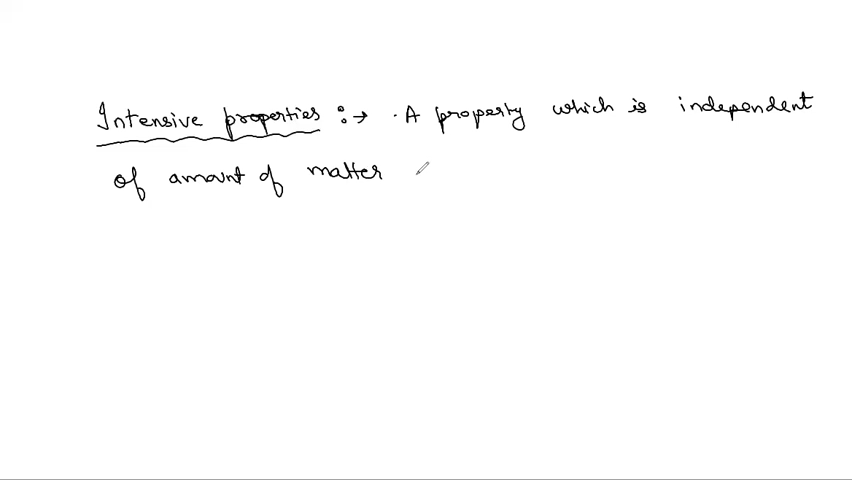 Intensive properties :→ . A property which is independent
of amount of matter